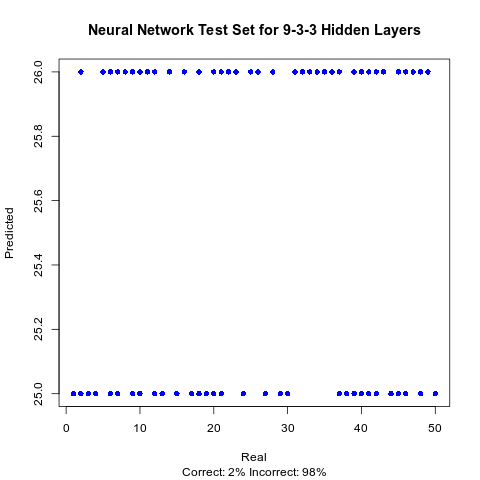 Neural Network Test Set for 9-3-3 Hidden Layers
Predicted
26.0
25.8
25.6
25.4
25.2
25.0
0 10 20 30 40 50
Real
Correct: 2% Incorrect: 98%